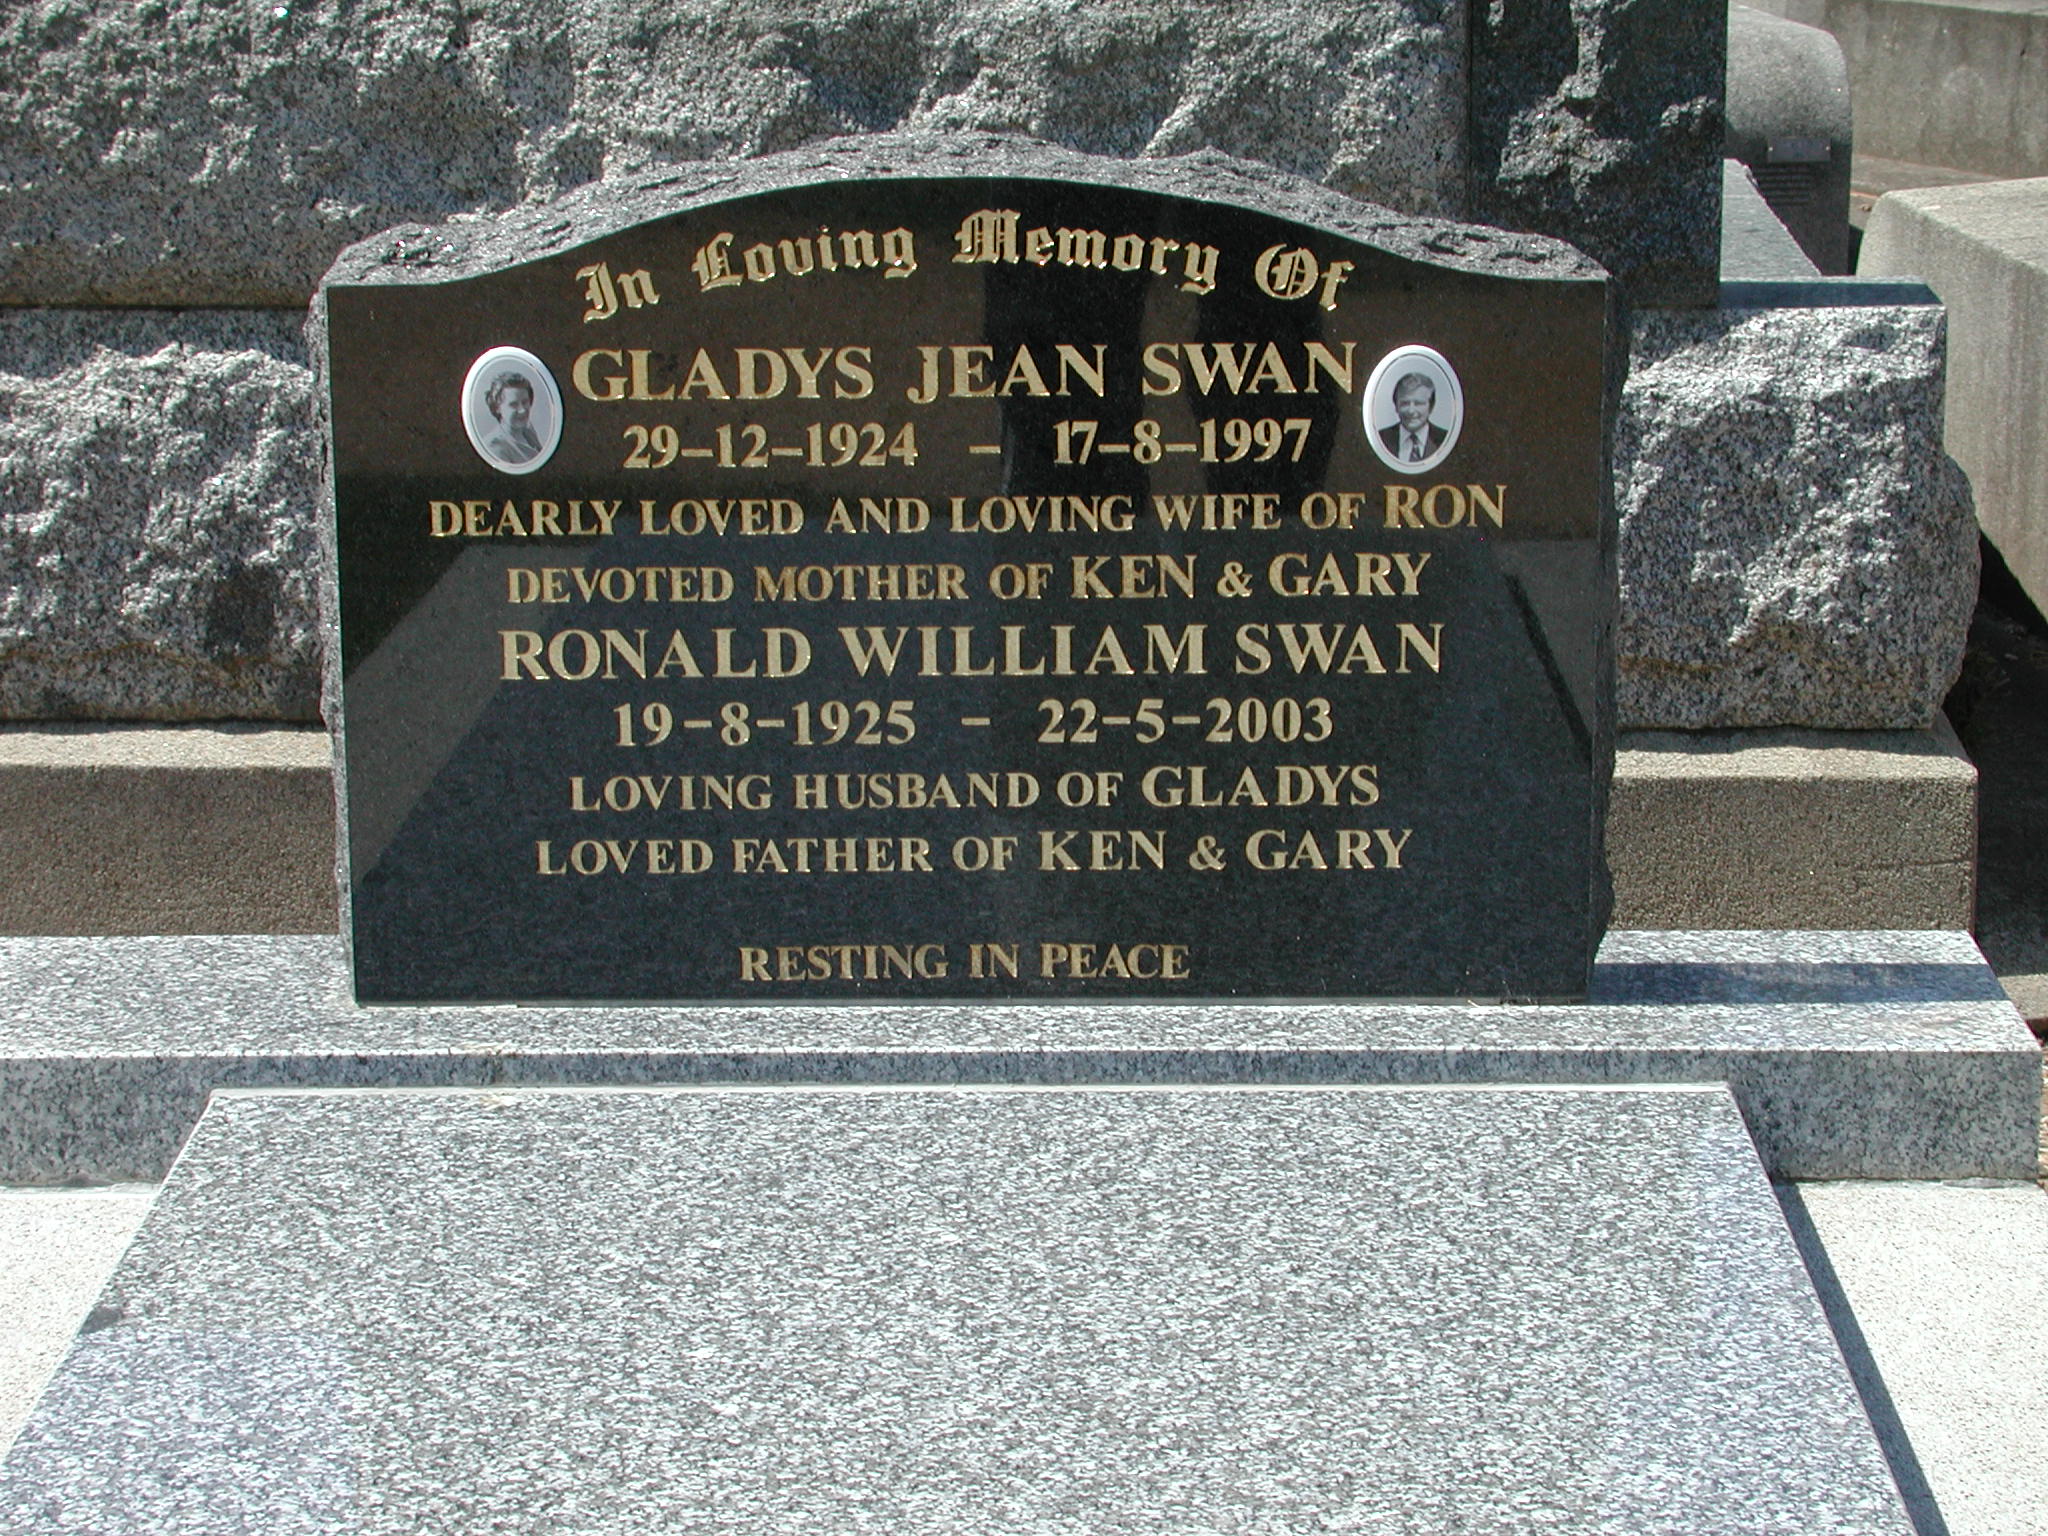 In Loving Memory Of
GLADYS JEAN SWAN
29-12-1924 - 17-8-1997
DEARLY LOVED AND LOVING WIFE OF RON
DEVOTED MOTHER OF KEN & GARY
RONALD WILLIAM SWAN
19-8-1925 - 22-5-2003
LOVING HUSBAND OF GLADYS
LOVED FATHER OF KEN & GARY
RESTING IN PEACE